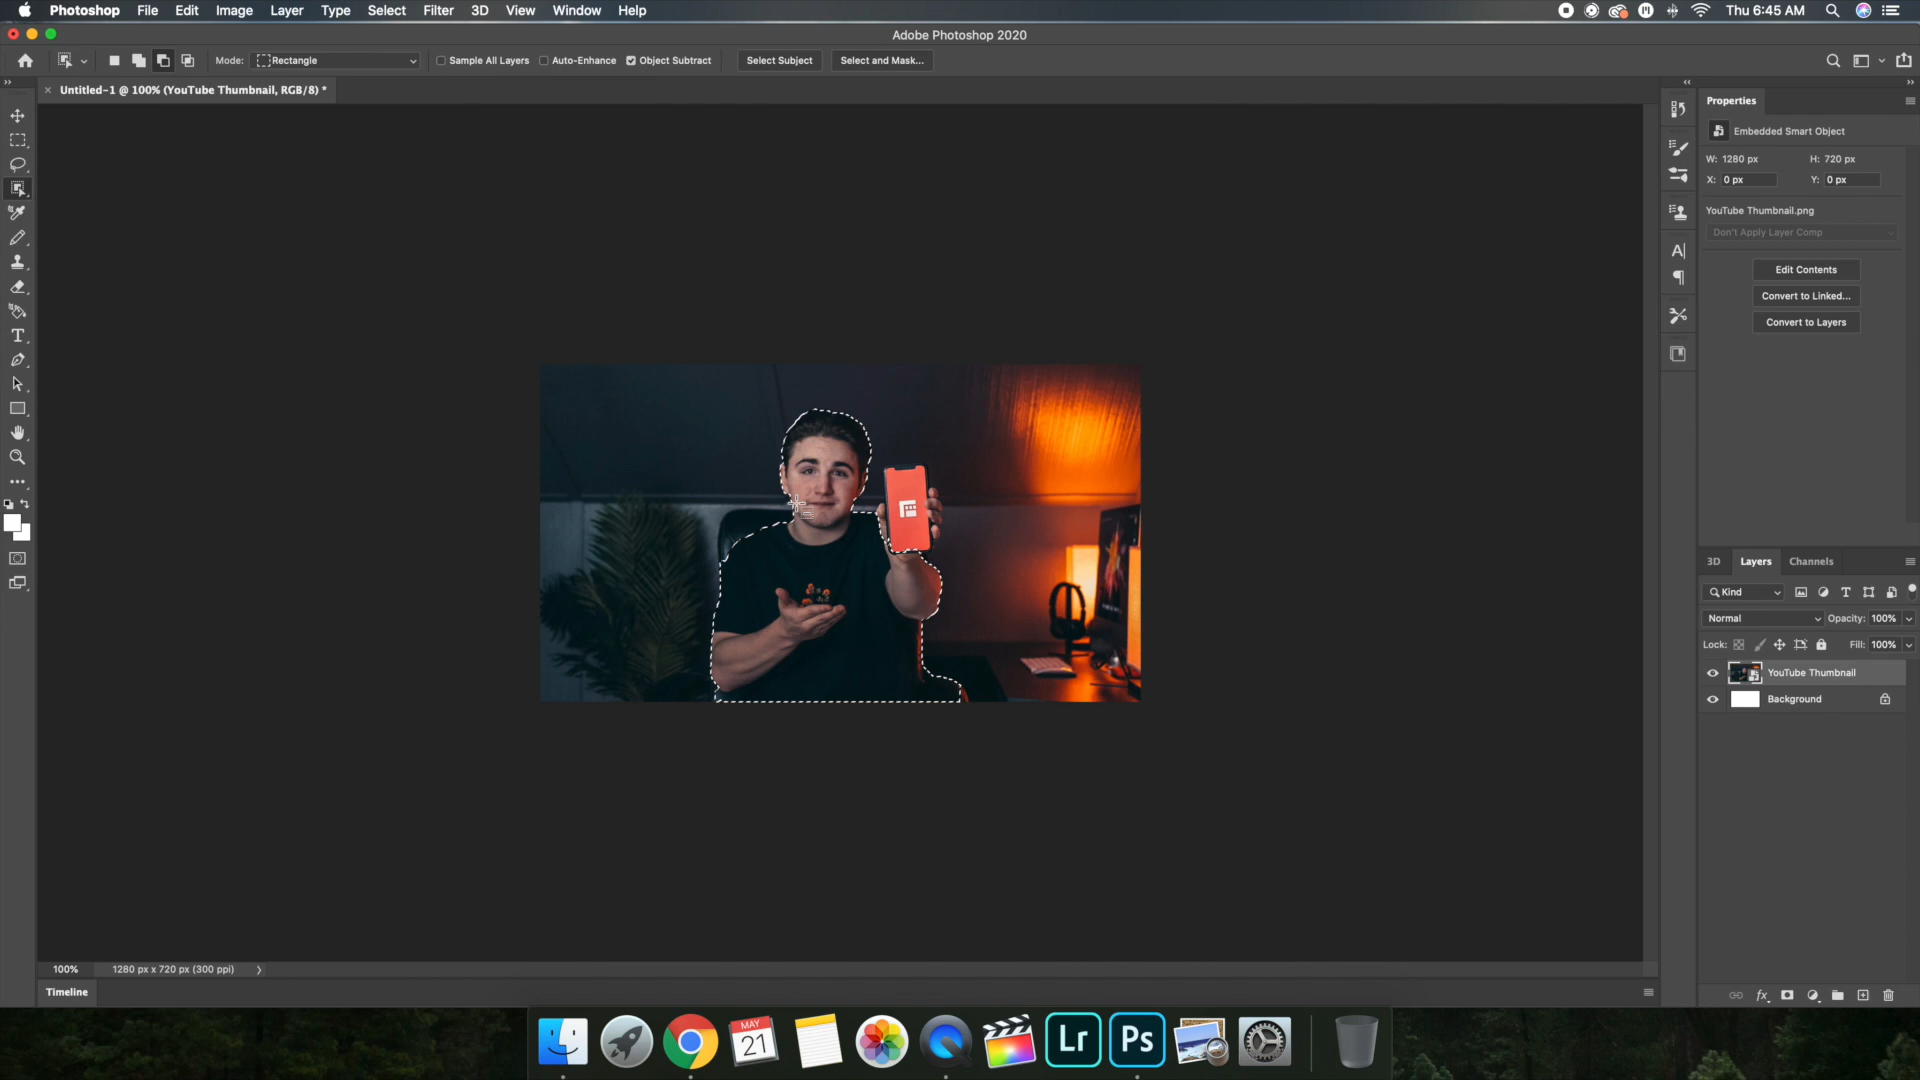 Photoshop File Edit Image Layer Type Select Filter 3D View Window Help Thu 6:45 AM
Adobe Photoshop 2020
Mode: Rectangle Sample All Layers Auto-Enhance Object Subtract Select Subject Select and Mask...
Untitled-1 @ 100% (YouTube Thumbnail, RGB/8) *
Properties
Embedded Smart Object
W: 1280 px H: 720 px
X: 0 px Y: 0 px
YouTube Thumbnail.png
Don't Apply Layer Comp
Edit Contents
Convert to Linked...
Convert to Layers
3D Layers Channels
Kind
Normal Opacity: 100%
Lock: Fill: 100%
YouTube Thumbnail
Background
100% 1280 px x 720 px (300 ppi)
Timeline
MAY
21
Lr
Ps